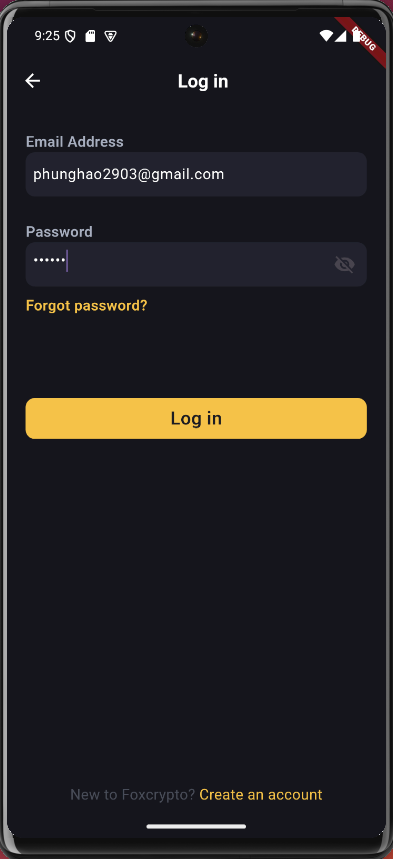 9:25
DEBUG
Log in
Email Address
phunghao2903@gmail.com
Password
••••••
Forgot password?
Log in
New to Foxcrypto? Create an account